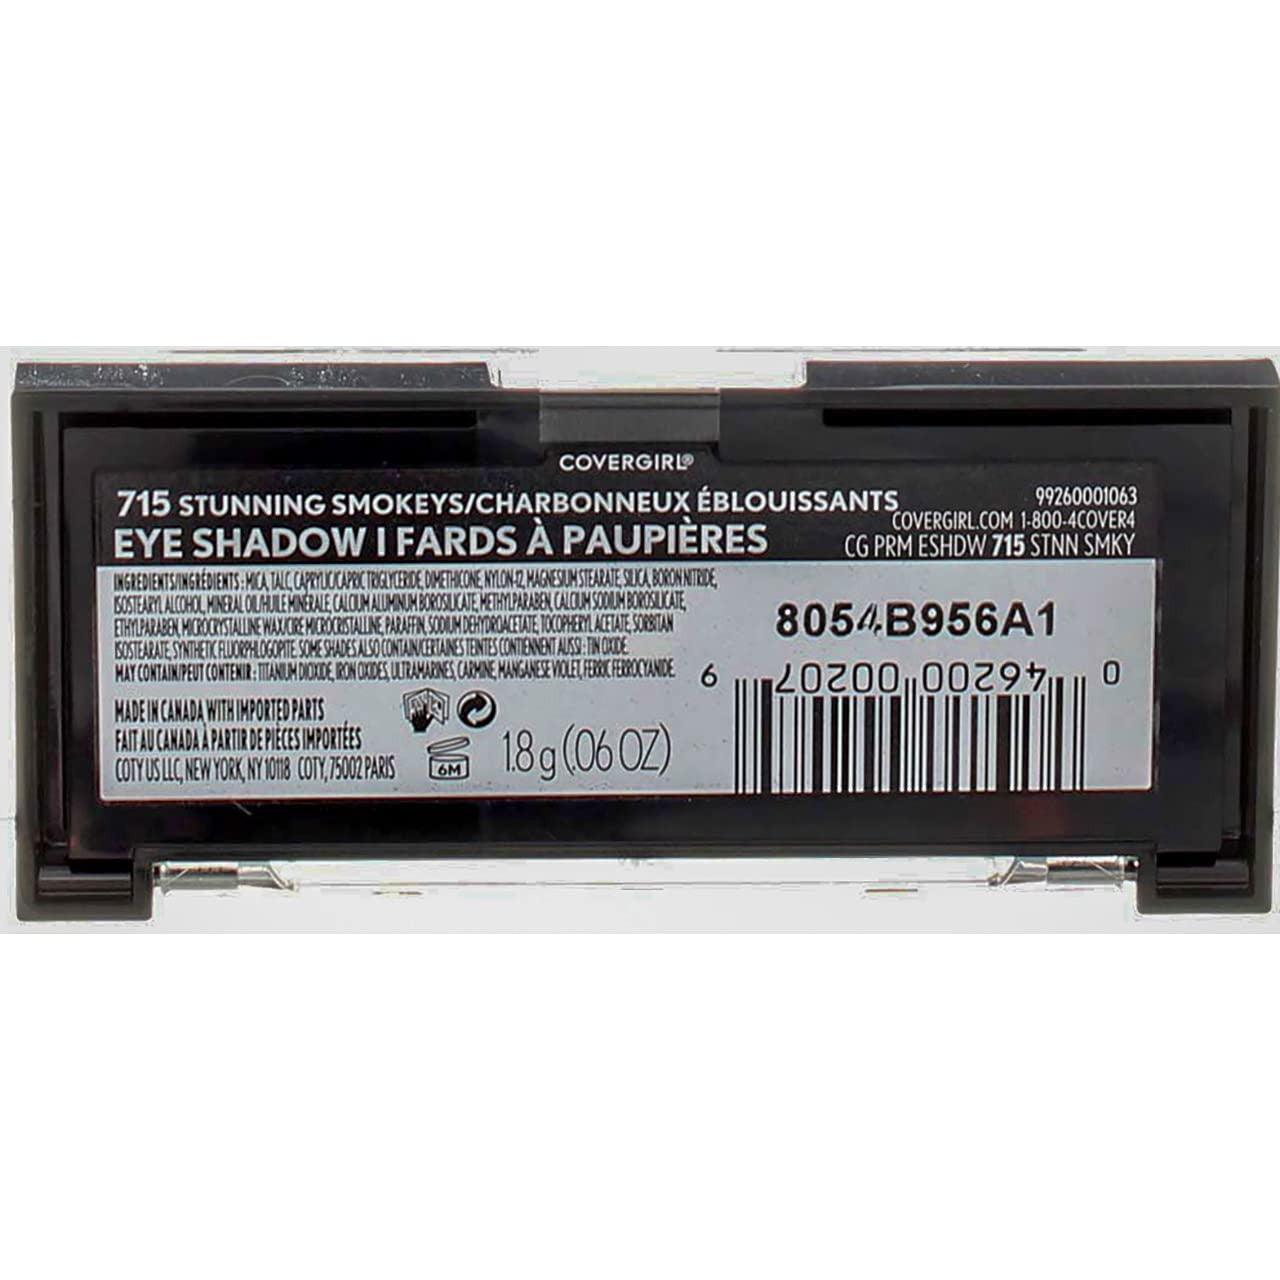 COVERGIRL®
715 STUNNING SMOKEYS/CHARBONNEUX ÉBLOUISSANTS
EYE SHADOW | FARDS À PAUPIÈRES
99260001063
COVERGIRL.COM 1-800-4COVER4
CG PRM ESHDW 715 STNN SMKY
INGREDIENTS/INGRÉDIENTS : MICA, TALC, CAPRYLIC/CAPRIC TRIGLYCERIDE, DIMETHICONE, NYLON-12, MAGNESIUM STEARATE, SILICA, BORON NITRIDE,
ISOSTEARYL ALCOHOL, MINERAL OIL/HUILE MINÉRALE, CALCIUM ALUMINUM BOROSILICATE, METHYLPARABEN, CALCIUM SODIUM BOROSILICATE,
ETHYLPARABEN, MICROCRYSTALLINE WAX/CIRE MICROCRISTALLINE, PARAFFIN, SODIUM DEHYDROACETATE, TOCOPHERYL ACETATE, SORBITAN
ISOSTEARATE, SYNTHETIC FLUORPHLOGOPITE. SOME SHADES ALSO CONTAIN/CERTAINES TEINTES CONTIENNENT AUSSI : TIN OXIDE.
MAY CONTAIN/PEUT CONTENIR : TITANIUM DIOXIDE, IRON OXIDES, ULTRAMARINES, CARMINE, MANGANESE VIOLET, FERRIC FERROCYANIDE.
MADE IN CANADA WITH IMPORTED PARTS
FAIT AU CANADA À PARTIR DE PIÈCES IMPORTÉES
COTY US LLC, NEW YORK, NY 10118 COTY, 75002 PARIS
6M
1.8 g (.06 OZ)
8054B956A1
0 46200 00207 9